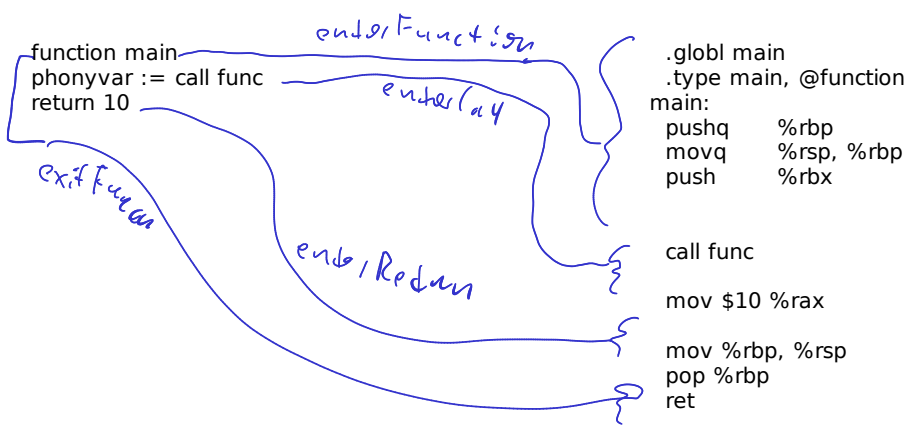 enterFunction
function main
phonyvar := call func
return 10
enterCall
exitFunction
enterReturn
.globl main
.type main, @function
main:
pushq %rbp
movq %rsp, %rbp
push %rbx
call func
mov $10 %rax
mov %rbp, %rsp
pop %rbp
ret